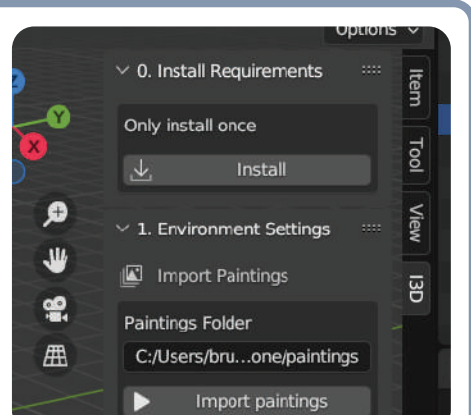 Options
0. Install Requirements
Only install once
Install
1. Environment Settings
Import Paintings
Paintings Folder
C:/Users/bru...one/paintings
Import paintings
Item
Tool
View
I3D
Y
X